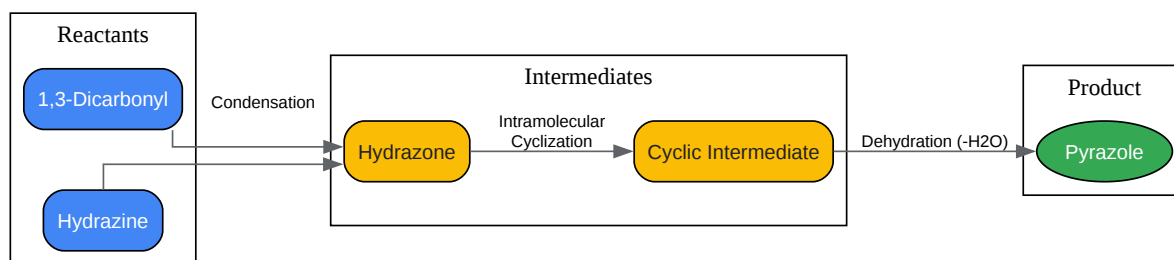 Reactants
1,3-Dicarbonyl
Hydrazine
Condensation
Intermediates
Hydrazone
Intramolecular
Cyclization
Cyclic Intermediate
Dehydration (-H2O)
Product
Pyrazole